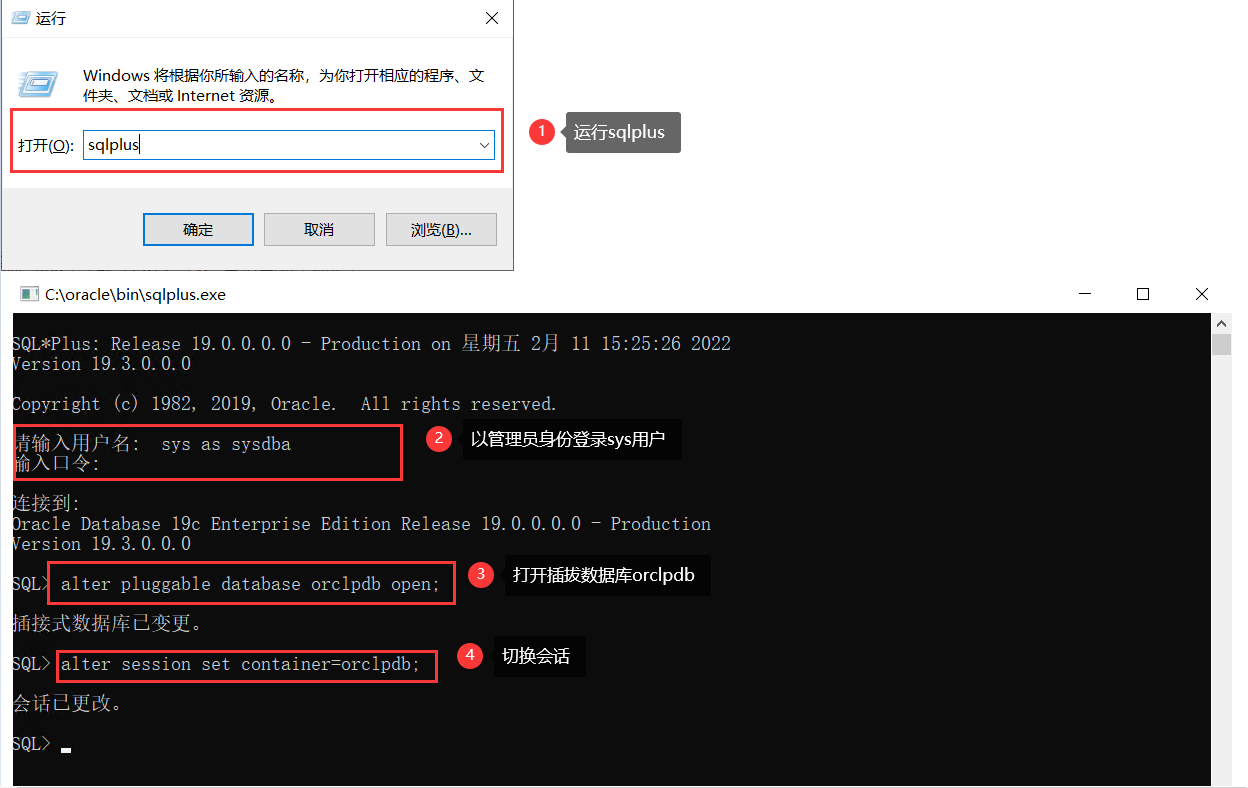 运行
Windows 将根据你所输入的名称，为你打开相应的程序、文
件夹、文档或 Internet 资源。
打开(O): sqlplus
1 运行sqlplus
确定 取消 浏览(B)...
C:\oracle\bin\sqlplus.exe
SQL*Plus: Release 19.0.0.0.0 - Production on 星期五 2月 11 15:25:26 2022
Version 19.3.0.0.0
Copyright (c) 1982, 2019, Oracle.  All rights reserved.
请输入用户名:  sys as sysdba
输入口令:
2 以管理员身份登录sys用户
连接到:
Oracle Database 19c Enterprise Edition Release 19.0.0.0.0 - Production
Version 19.3.0.0.0
SQL> alter pluggable database orclpdb open;
3 打开插拔数据库orclpdb
插接式数据库已变更。
SQL> alter session set container=orclpdb;
4 切换会话
会话已更改。
SQL>